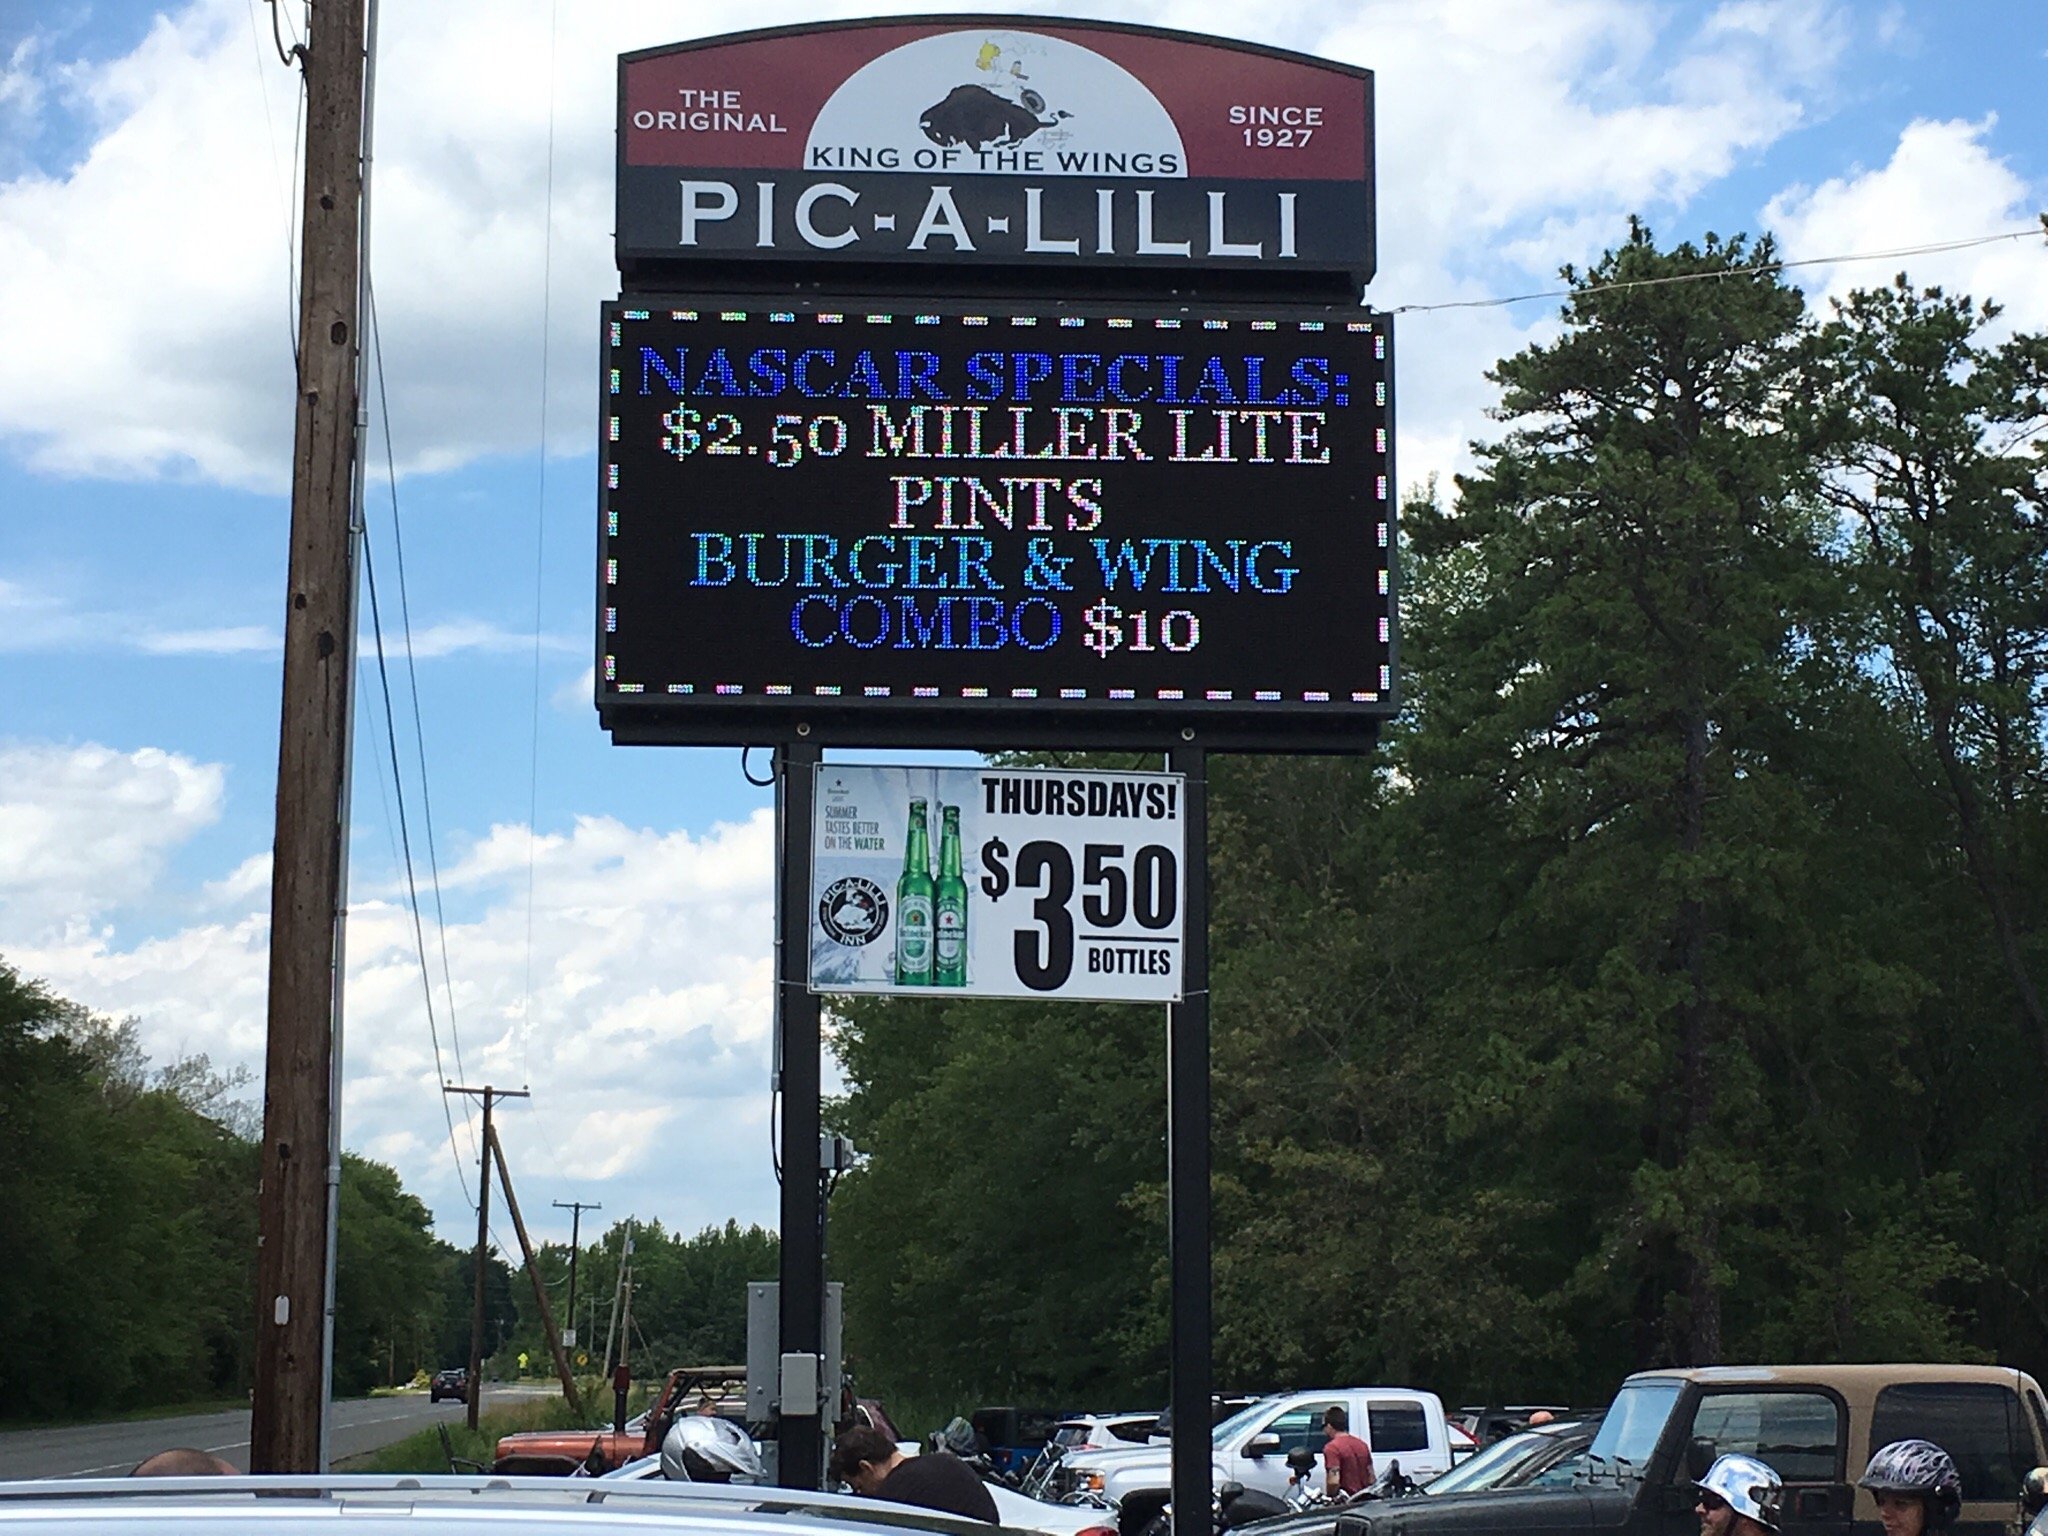 THE
ORIGINAL
SINCE
1927
KING OF THE WINGS
PIC-A-LILLI
NASCAR SPECIALS:
$2.50 MILLER LITE
PINTS
BURGER & WING
COMBO $10
SUMMER
TASTES BETTER
ON THE WATER
PIC-A-LILLI
INN
THURSDAYS!
$3 50
BOTTLES